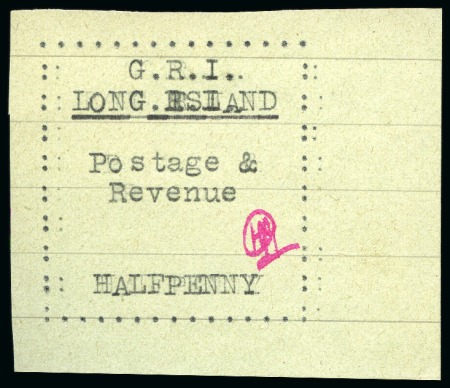 G.R.I.
LONG ISLAND
Postage &
Revenue
HALFPENNY